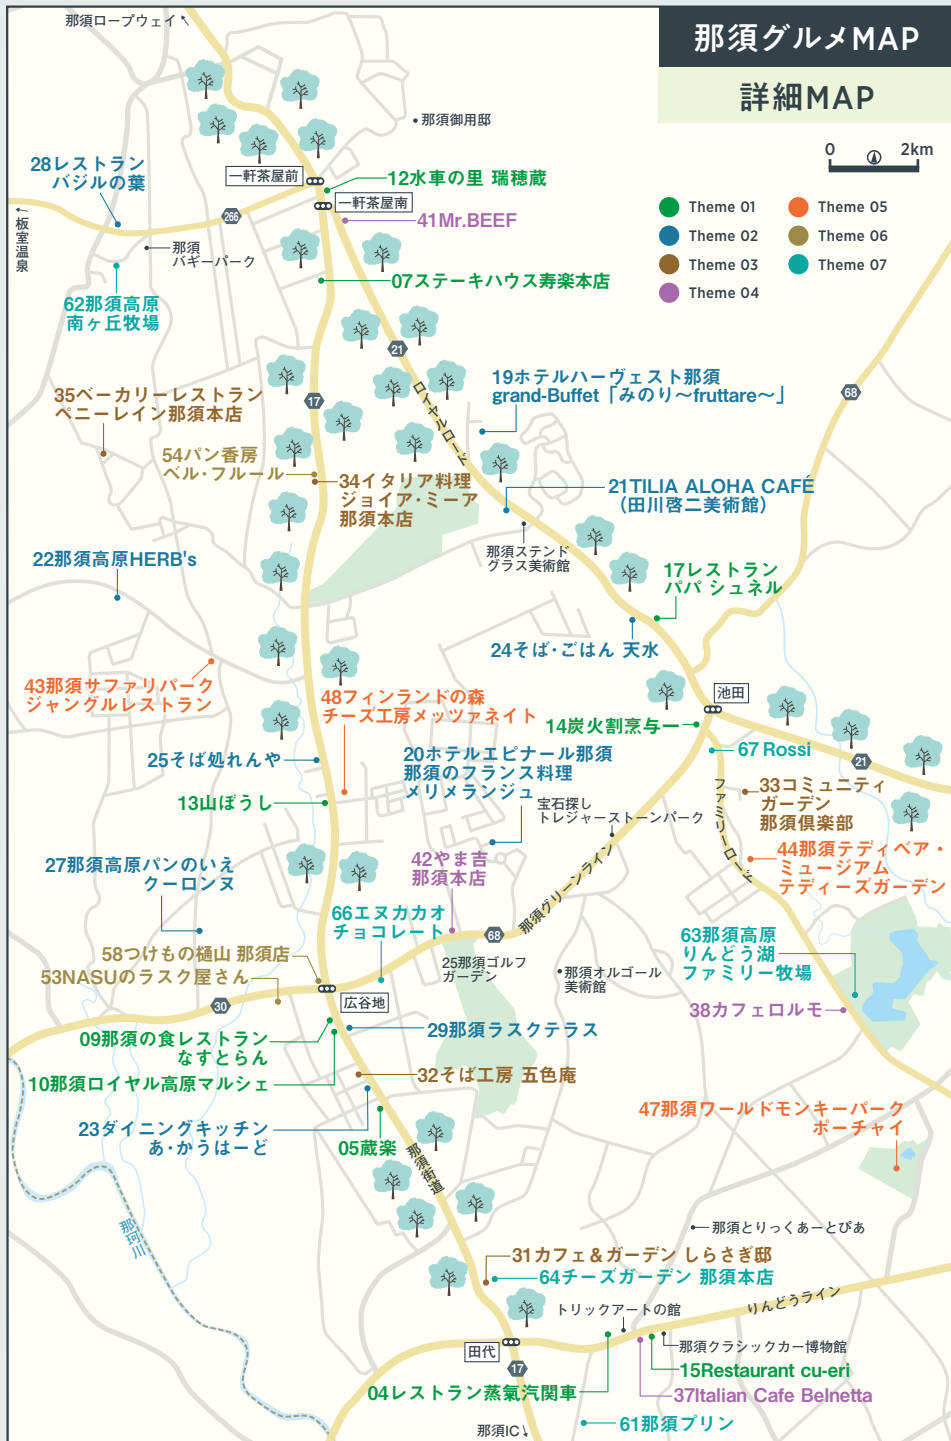 那須ロープウェイ↖
那須グルメMAP
詳細MAP
0 2km
Theme 01
Theme 05
Theme 02
Theme 06
Theme 03
Theme 07
Theme 04
・那須御用邸
28レストラン
バジルの葉
一軒茶屋前
12水車の里 瑞穂蔵
一軒茶屋南
41Mr.BEEF
←板室温泉
266
那須
バギーパーク
07ステーキハウス寿楽本店
62那須高原
南ヶ丘牧場
21
ロイヤルロード
19ホテルハーヴェスト那須
grand-Buffet「みのり～fruttare～」
68
35ベーカリーレストラン
ペニーレイン那須本店
17
54パン香房
ベル・フルール
34イタリア料理
ジョイア・ミーア
那須本店
21TILIA ALOHA CAFÉ
（田川啓二美術館）
那須ステンド
グラス美術館
22那須高原HERB's
17レストラン
パパ シュネル
24そば・ごはん 天水
43那須サファリパーク
ジャングルレストラン
48フィンランドの森
チーズ工房メッツァネイト
池田
14炭火割烹与一
67 Rossi
21
25そば処れんや
20ホテルエピナール那須
那須のフランス料理
メリメランジュ
13山ぼうし
宝石探し
トレジャーストーンパーク
ファミリーロード
33コミュニティ
ガーデン
那須倶楽部
44那須テディベア・
ミュージアム
テディーズガーデン
27那須高原パンのいえ
クーロンヌ
42やま吉
那須本店
那須グリーンライン
66エヌカカオ
チョコレート
68
58つけもの樋山 那須店
53NASUのラスク屋さん
25那須ゴルフ
ガーデン
・那須オルゴール
美術館
63那須高原
りんどう湖
ファミリー牧場
38カフェロルモ
30
広谷地
09那須の食レストラン
なすとらん
29那須ラスクテラス
10那須ロイヤル高原マルシェ
32そば工房 五色庵
23ダイニングキッチン
あ・かうはーど
05蔵楽
47那須ワールドモンキーパーク
ポーチャイ
那須街道
那珂川
那須とりっくあーとぴあ
31カフェ&ガーデン しらさぎ邸
64チーズガーデン 那須本店
りんどうライン
トリックアートの館
田代
那須クラシックカー博物館
17
15Restaurant cu-eri
04レストラン蒸氣汽関車
37Italian Cafe Belnetta
61那須プリン
那須IC↓